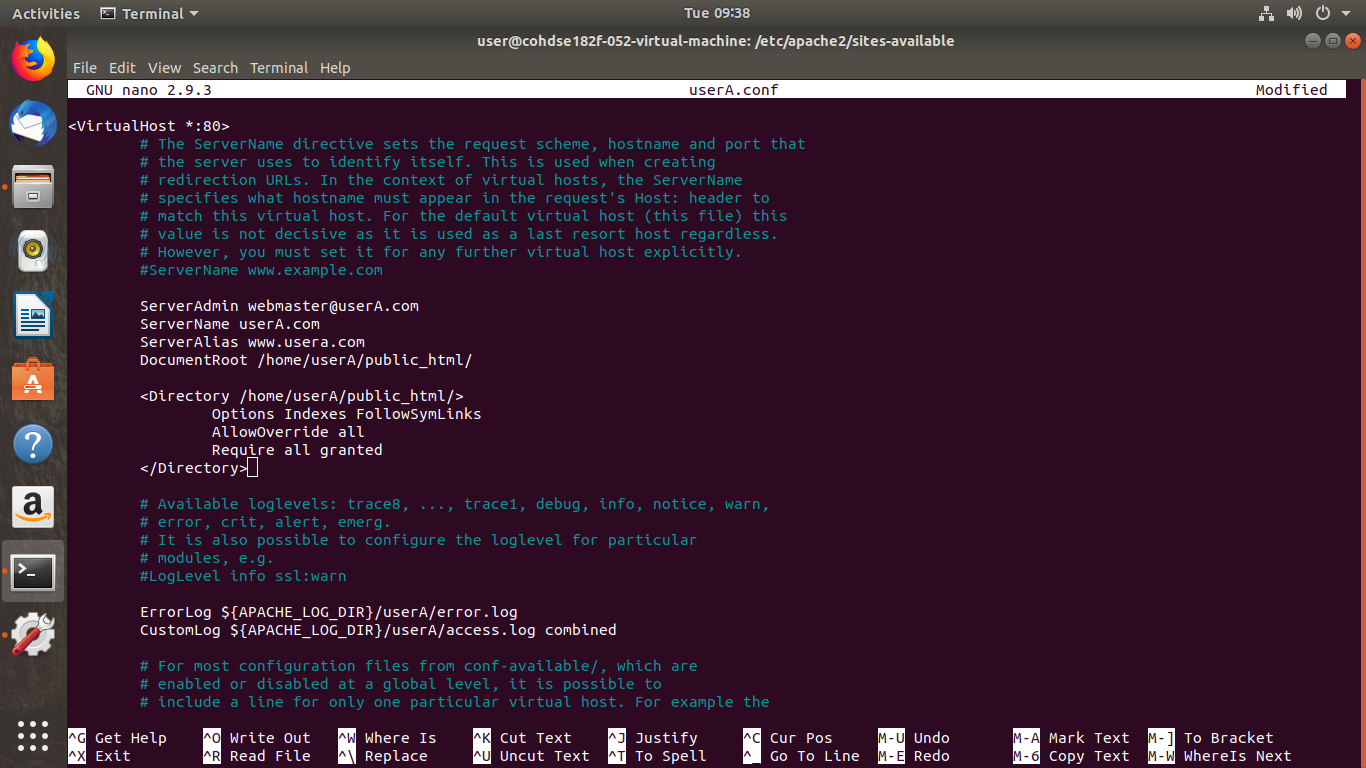 Activities Terminal Tue 09:38
user@cohdse182f-052-virtual-machine: /etc/apache2/sites-available
File Edit View Search Terminal Help
GNU nano 2.9.3 userA.conf Modified
<VirtualHost *:80>
# The ServerName directive sets the request scheme, hostname and port that
# the server uses to identify itself. This is used when creating
# redirection URLs. In the context of virtual hosts, the ServerName
# specifies what hostname must appear in the request's Host: header to
# match this virtual host. For the default virtual host (this file) this
# value is not decisive as it is used as a last resort host regardless.
# However, you must set it for any further virtual host explicitly.
#ServerName www.example.com
ServerAdmin webmaster@userA.com
ServerName userA.com
ServerAlias www.usera.com
DocumentRoot /home/userA/public_html/
<Directory /home/userA/public_html/>
Options Indexes FollowSymLinks
AllowOverride all
Require all granted
</Directory>
# Available loglevels: trace8, ..., trace1, debug, info, notice, warn,
# error, crit, alert, emerg.
# It is also possible to configure the loglevel for particular
# modules, e.g.
#LogLevel info ssl:warn
ErrorLog ${APACHE_LOG_DIR}/userA/error.log
CustomLog ${APACHE_LOG_DIR}/userA/access.log combined
# For most configuration files from conf-available/, which are
# enabled or disabled at a global level, it is possible to
# include a line for only one particular virtual host. For example the
^G Get Help ^O Write Out ^W Where Is ^K Cut Text ^J Justify ^C Cur Pos M-U Undo M-A Mark Text M-] To Bracket
^X Exit ^R Read File ^\ Replace ^U Uncut Text ^T To Spell ^_ Go To Line M-E Redo M-6 Copy Text M-W WhereIs Next